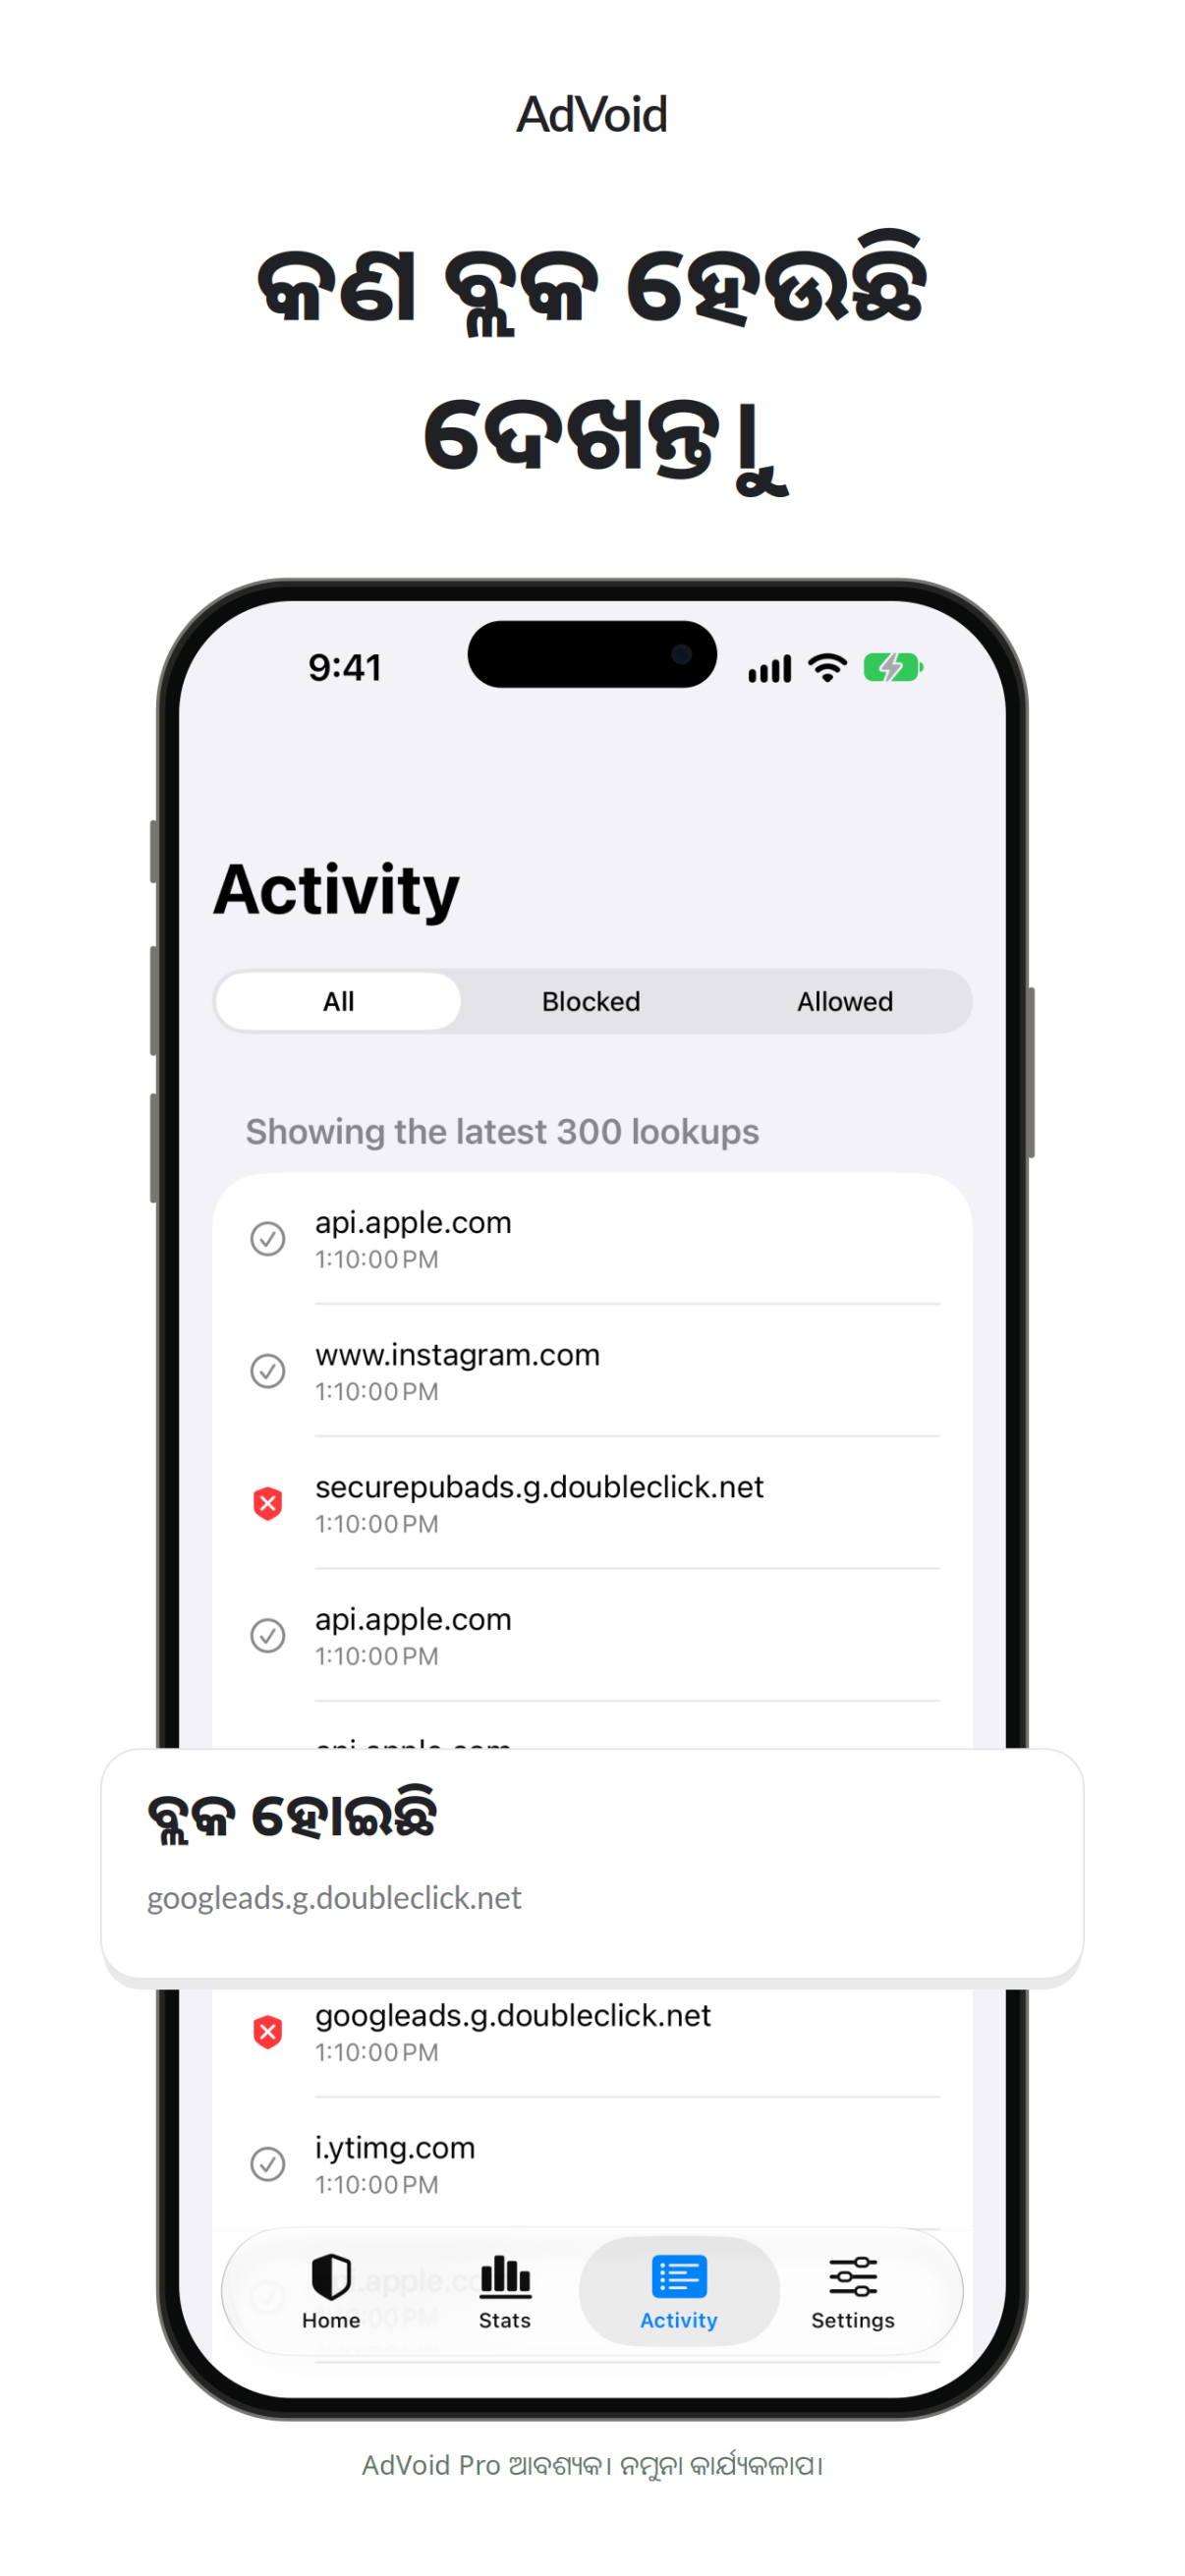 AdVoid
କଣ ବ୍ଲକ ହେଉଛି
ଦେଖନ୍ତୁ।
9:41
Activity
All
Blocked
Allowed
Showing the latest 300 lookups
api.apple.com
1:10:00 PM
www.instagram.com
1:10:00 PM
securepubads.g.doubleclick.net
1:10:00 PM
api.apple.com
1:10:00 PM
api.apple.com
ବ୍ଲକ ହୋଇଛି
googleads.g.doubleclick.net
googleads.g.doubleclick.net
1:10:00 PM
i.ytimg.com
1:10:00 PM
Home
Stats
Activity
Settings
AdVoid Pro ଆବଶ୍ୟକ। ନମୁନା କାର୍ଯ୍ୟକଳାପ।